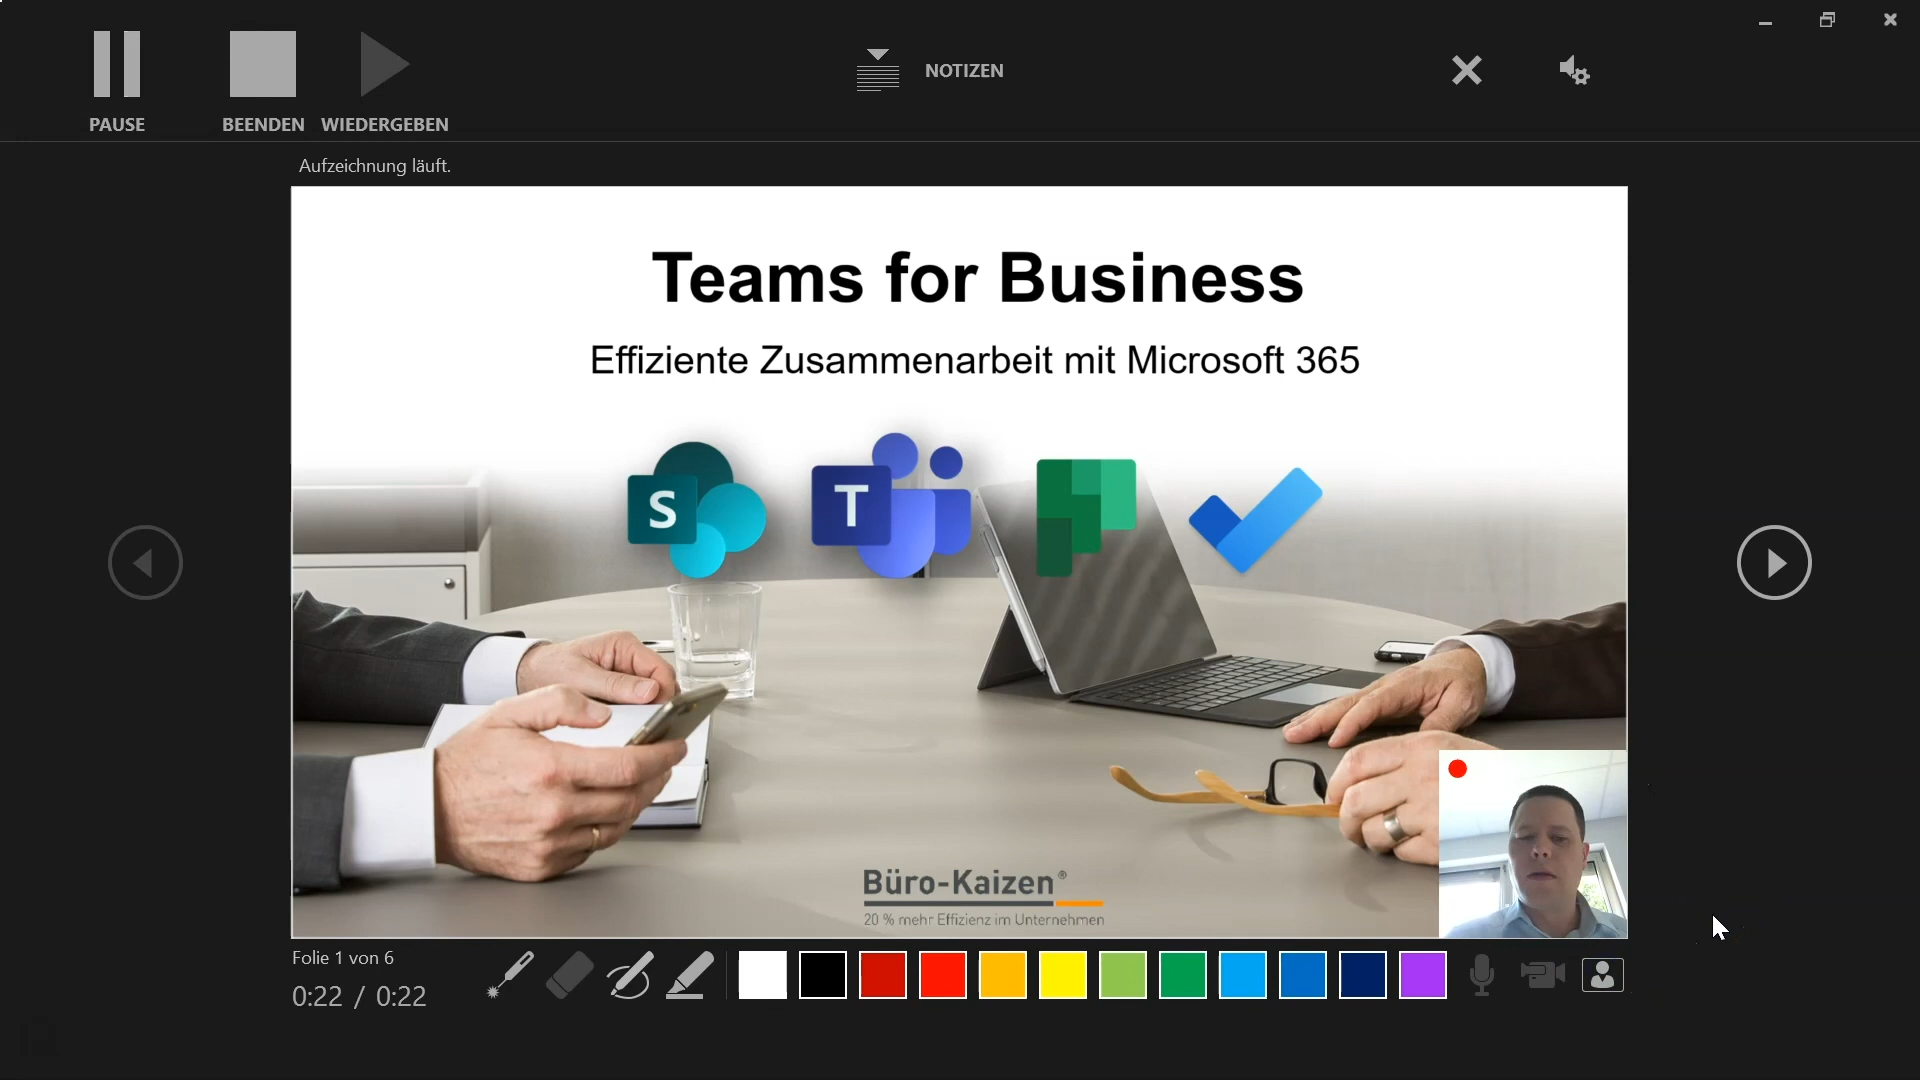 PAUSE
BEENDEN
WIEDERGEBEN
NOTIZEN
Aufzeichnung läuft.
Teams for Business
Effiziente Zusammenarbeit mit Microsoft 365
S
T
Büro-Kaizen®
20 % mehr Effizienz im Unternehmen
Folie 1 von 6
0:22 / 0:22